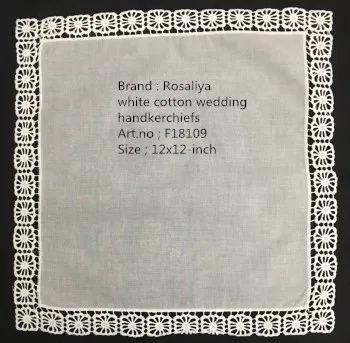 Brand : Rosaliya
white cotton wedding
handkerchiefs
Art.no ; F18109
Size ; 12x12-inch